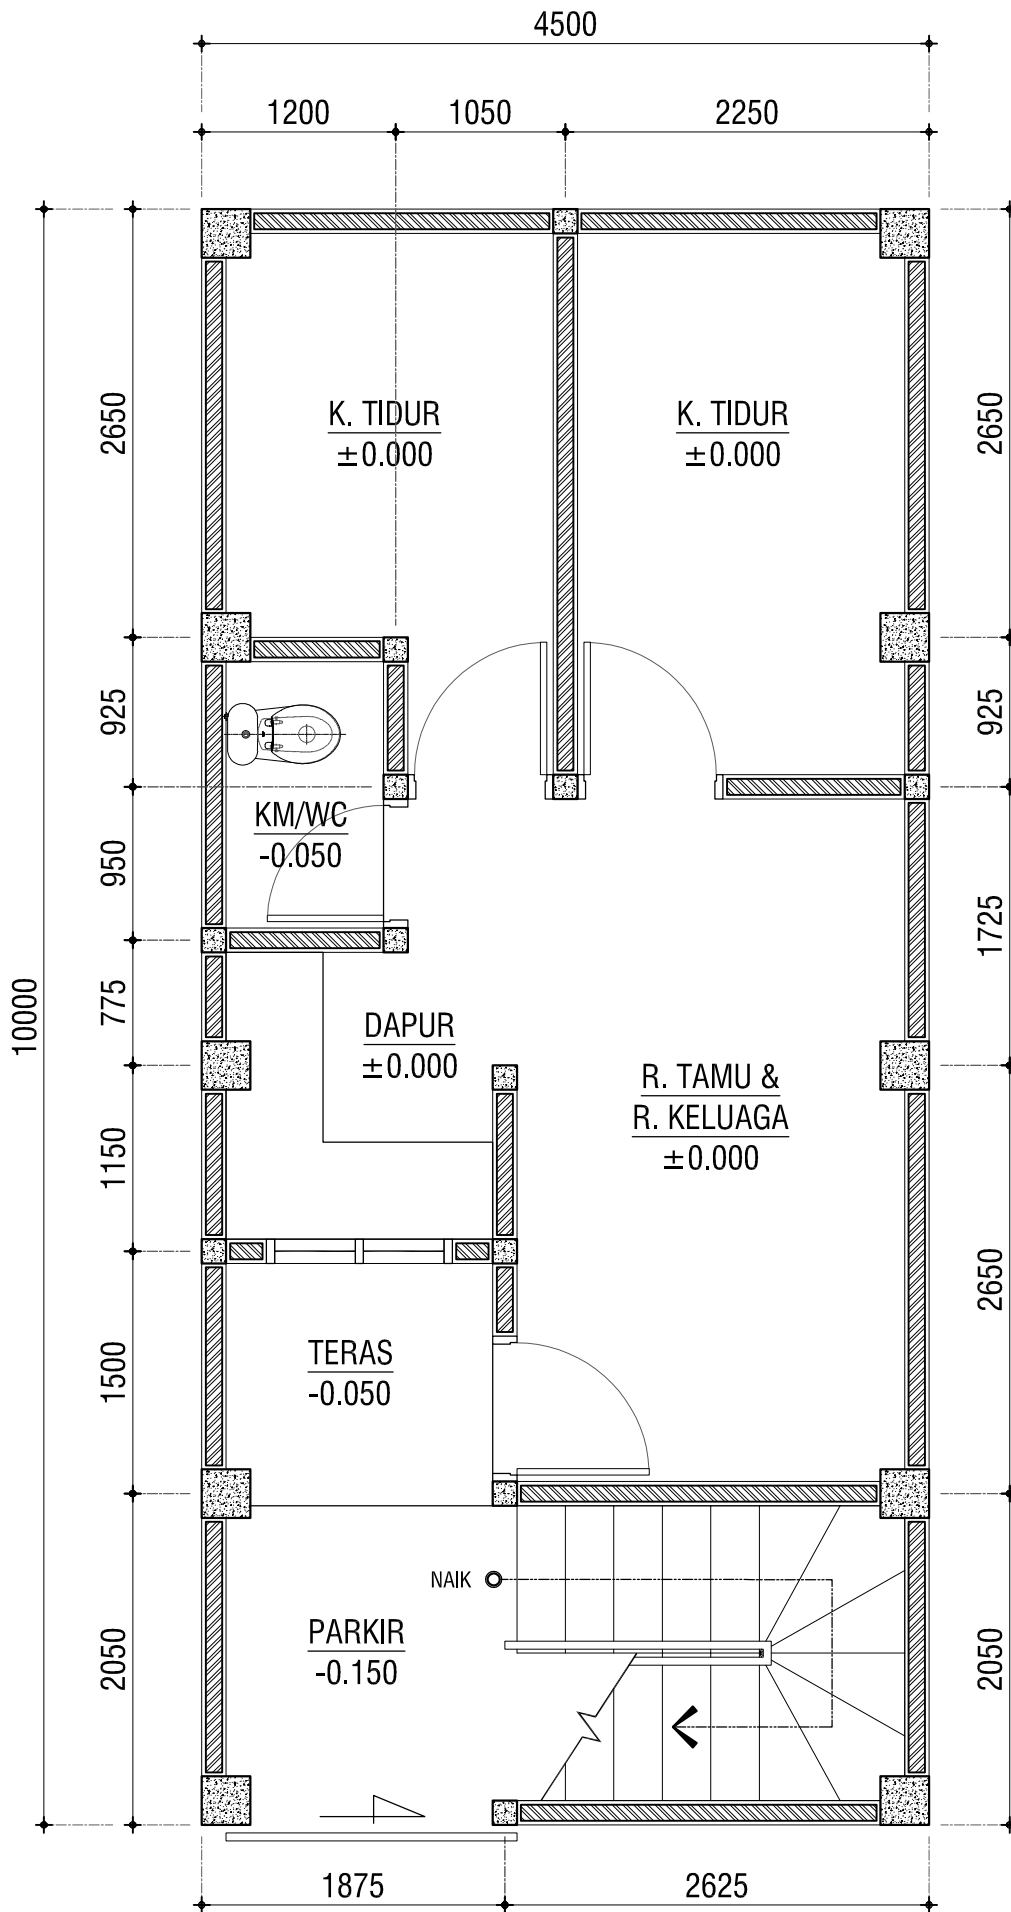 4500
1200
1050
2250
2650
925
950
775
1150
1500
2050
10000
K. TIDUR
±0.000
K. TIDUR
±0.000
2650
925
1725
2650
2050
KM/WC
-0.050
DAPUR
±0.000
R. TAMU &
R. KELUAGA
±0.000
TERAS
-0.050
NAIK
PARKIR
-0.150
1875
2625